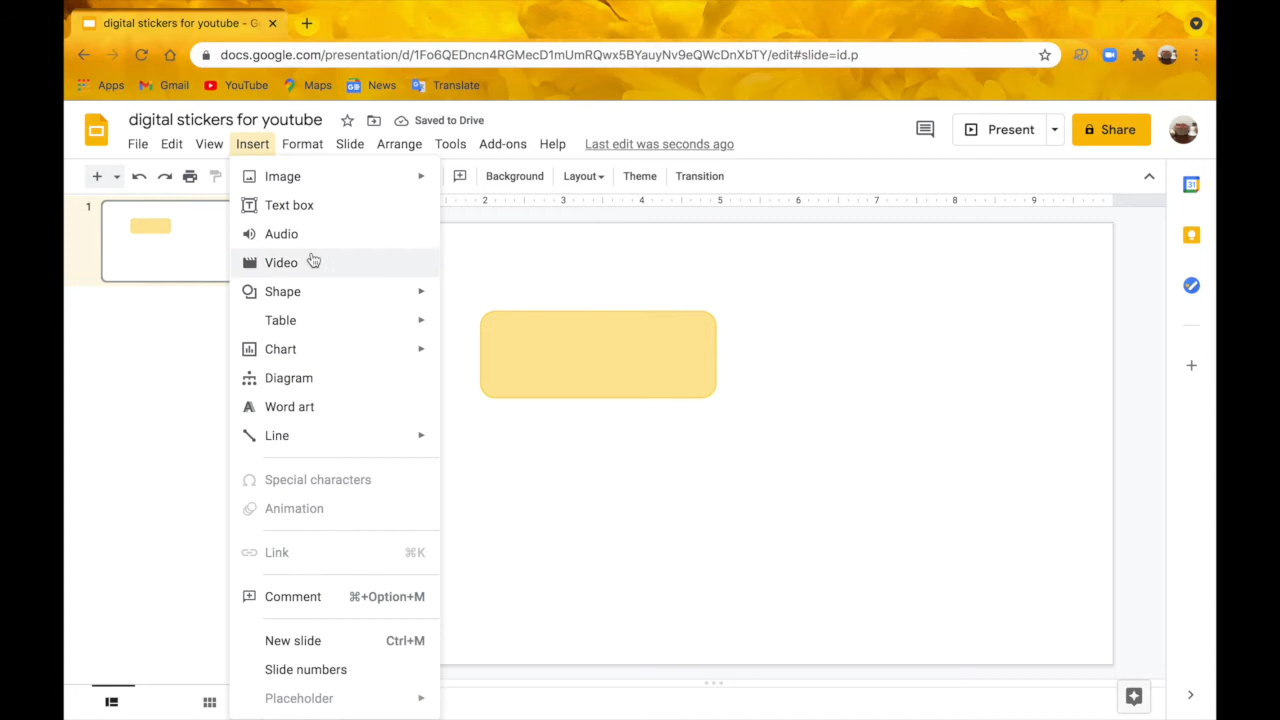 digital stickers for youtube - G
docs.google.com/presentation/d/1Fo6QEDncn4RGMecD1mUmRQwx5BYauyNv9eQWcDnXbTY/edit#slide=id.p
Apps Gmail YouTube Maps News Translate
digital stickers for youtube Saved to Drive
File Edit View Insert Format Slide Arrange Tools Add-ons Help Last edit was seconds ago
Present Share
Background Layout Theme Transition
2 3 4 5 6 7 8 9
1
Image
Text box
Audio
Video
Shape
Table
Chart
Diagram
Word art
Line
Special characters
Animation
Link ⌘K
Comment ⌘+Option+M
New slide Ctrl+M
Slide numbers
Placeholder
31